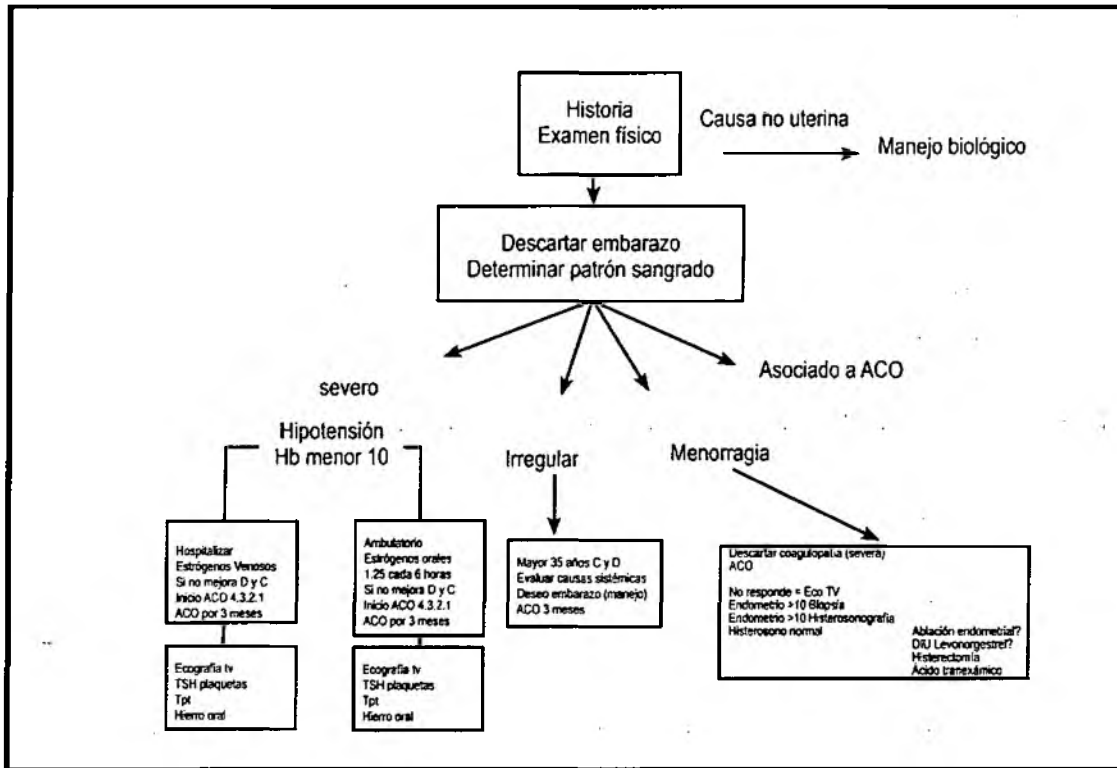 Historia
Examen físico
Causa no uterina
Manejo biológico
Descartar embarazo
Determinar patrón sangrado
Asociado a ACO
severo
Hipotensión
Hb menor 10
Irregular
Menorragia
Hospitalizar
Estrógenos Venosos
Si no mejora D y C
Inicio ACO 4.3.2.1
ACO por 3 meses
Ambulatorio
Estrógenos orales
1.25 cada 6 horas
Si no mejora D y C
Inicio ACO 4.3.2.1
ACO por 3 meses
Mayor 35 años C y D
Evaluar causas sistémicas
Deseo embarazo (manejo)
ACO 3 meses
Descartar coagulopatía (severa)
ACO
No responde = Eco TV
Endometrio >10 Biopsia
Endometrio >10 Histerosonografía
Histerosono normal
Ablación endometrial?
DIU Levonorgestrel?
Histerectomía
Ácido tranexámico
Ecografía tv
TSH plaquetas
Tpt
Hierro oral
Ecografía tv
TSH plaquetas
Tpt
Hierro oral